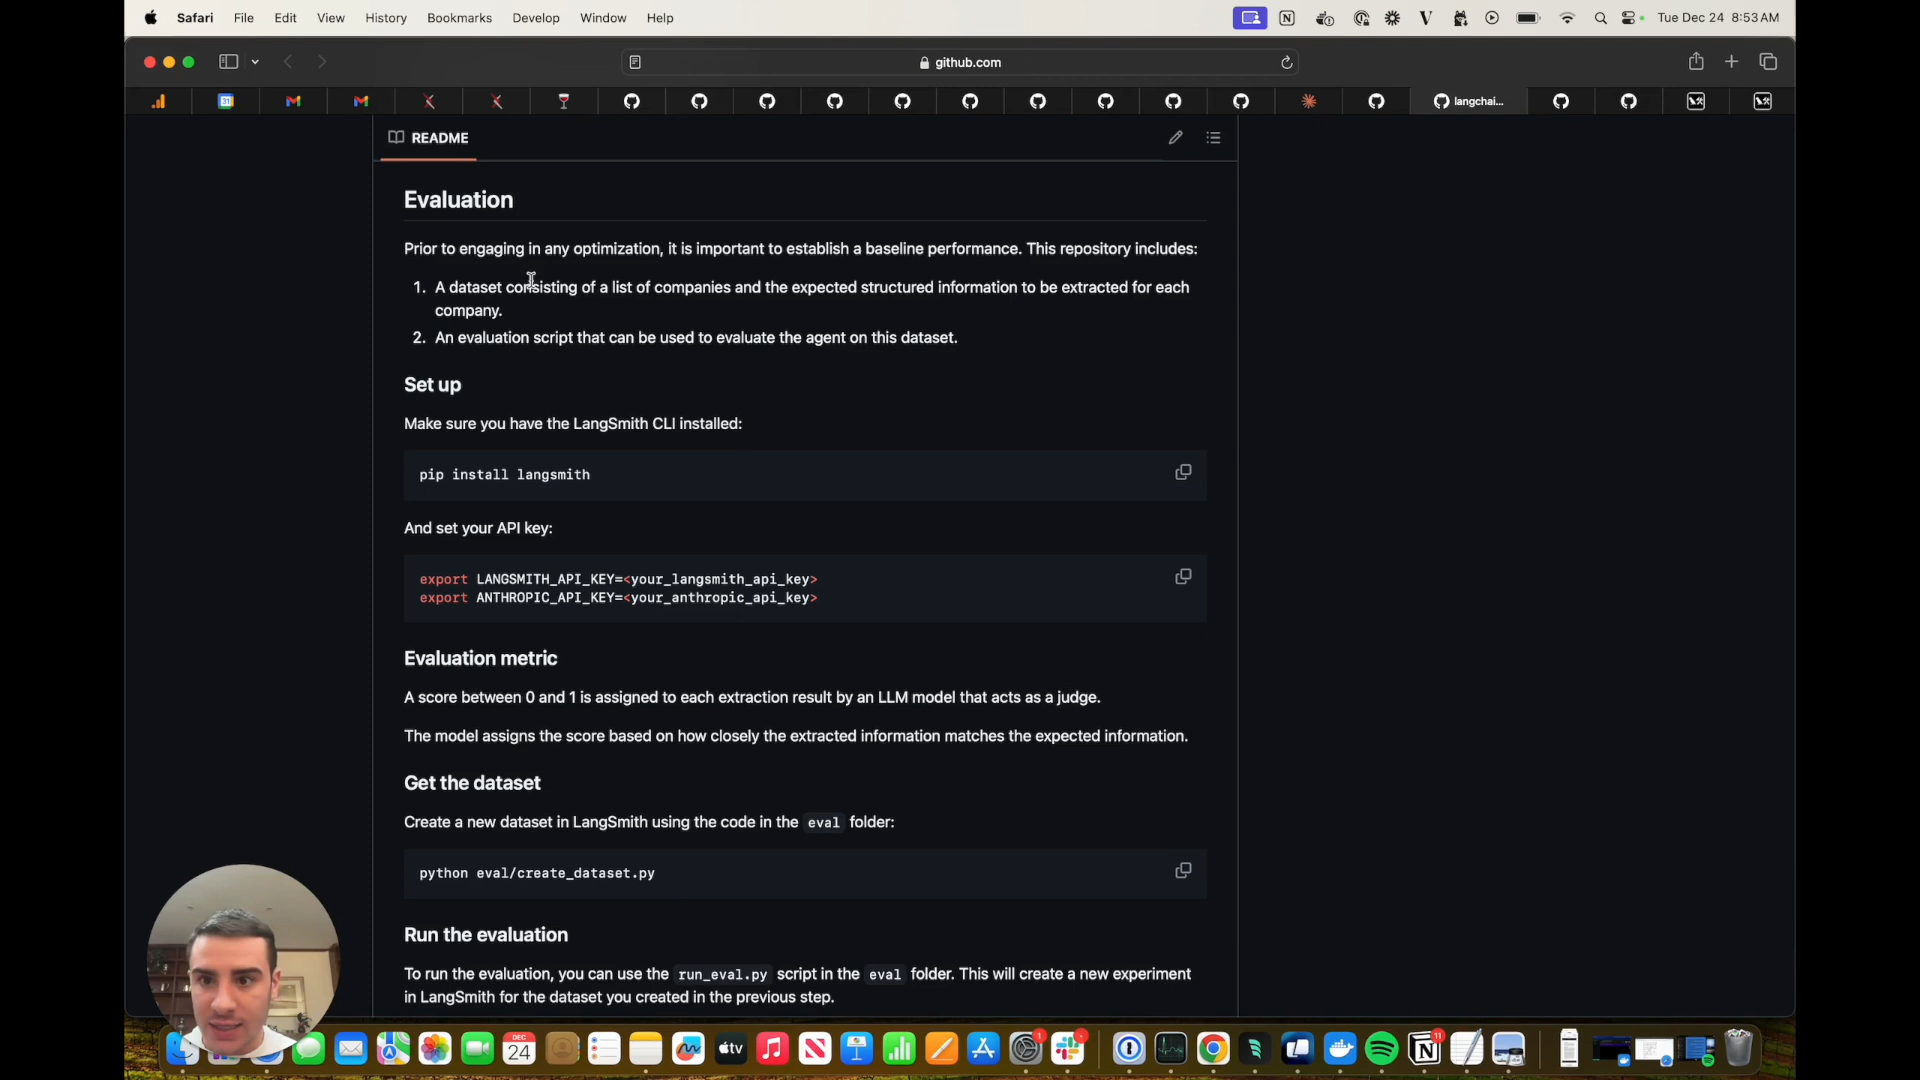 Safari File Edit View History Bookmarks Develop Window Help Tue Dec 24 8:53 AM
github.com
langchai...
README
Evaluation
Prior to engaging in any optimization, it is important to establish a baseline performance. This repository includes:
1. A dataset consisting of a list of companies and the expected structured information to be extracted for each
company.
2. An evaluation script that can be used to evaluate the agent on this dataset.
Set up
Make sure you have the LangSmith CLI installed:
pip install langsmith
And set your API key:
export LANGSMITH_API_KEY=<your_langsmith_api_key>
export ANTHROPIC_API_KEY=<your_anthropic_api_key>
Evaluation metric
A score between 0 and 1 is assigned to each extraction result by an LLM model that acts as a judge.
The model assigns the score based on how closely the extracted information matches the expected information.
Get the dataset
Create a new dataset in LangSmith using the code in the eval folder:
python eval/create_dataset.py
Run the evaluation
To run the evaluation, you can use the run_eval.py script in the eval folder. This will create a new experiment
in LangSmith for the dataset you created in the previous step.
DEC
24
tv
1
11